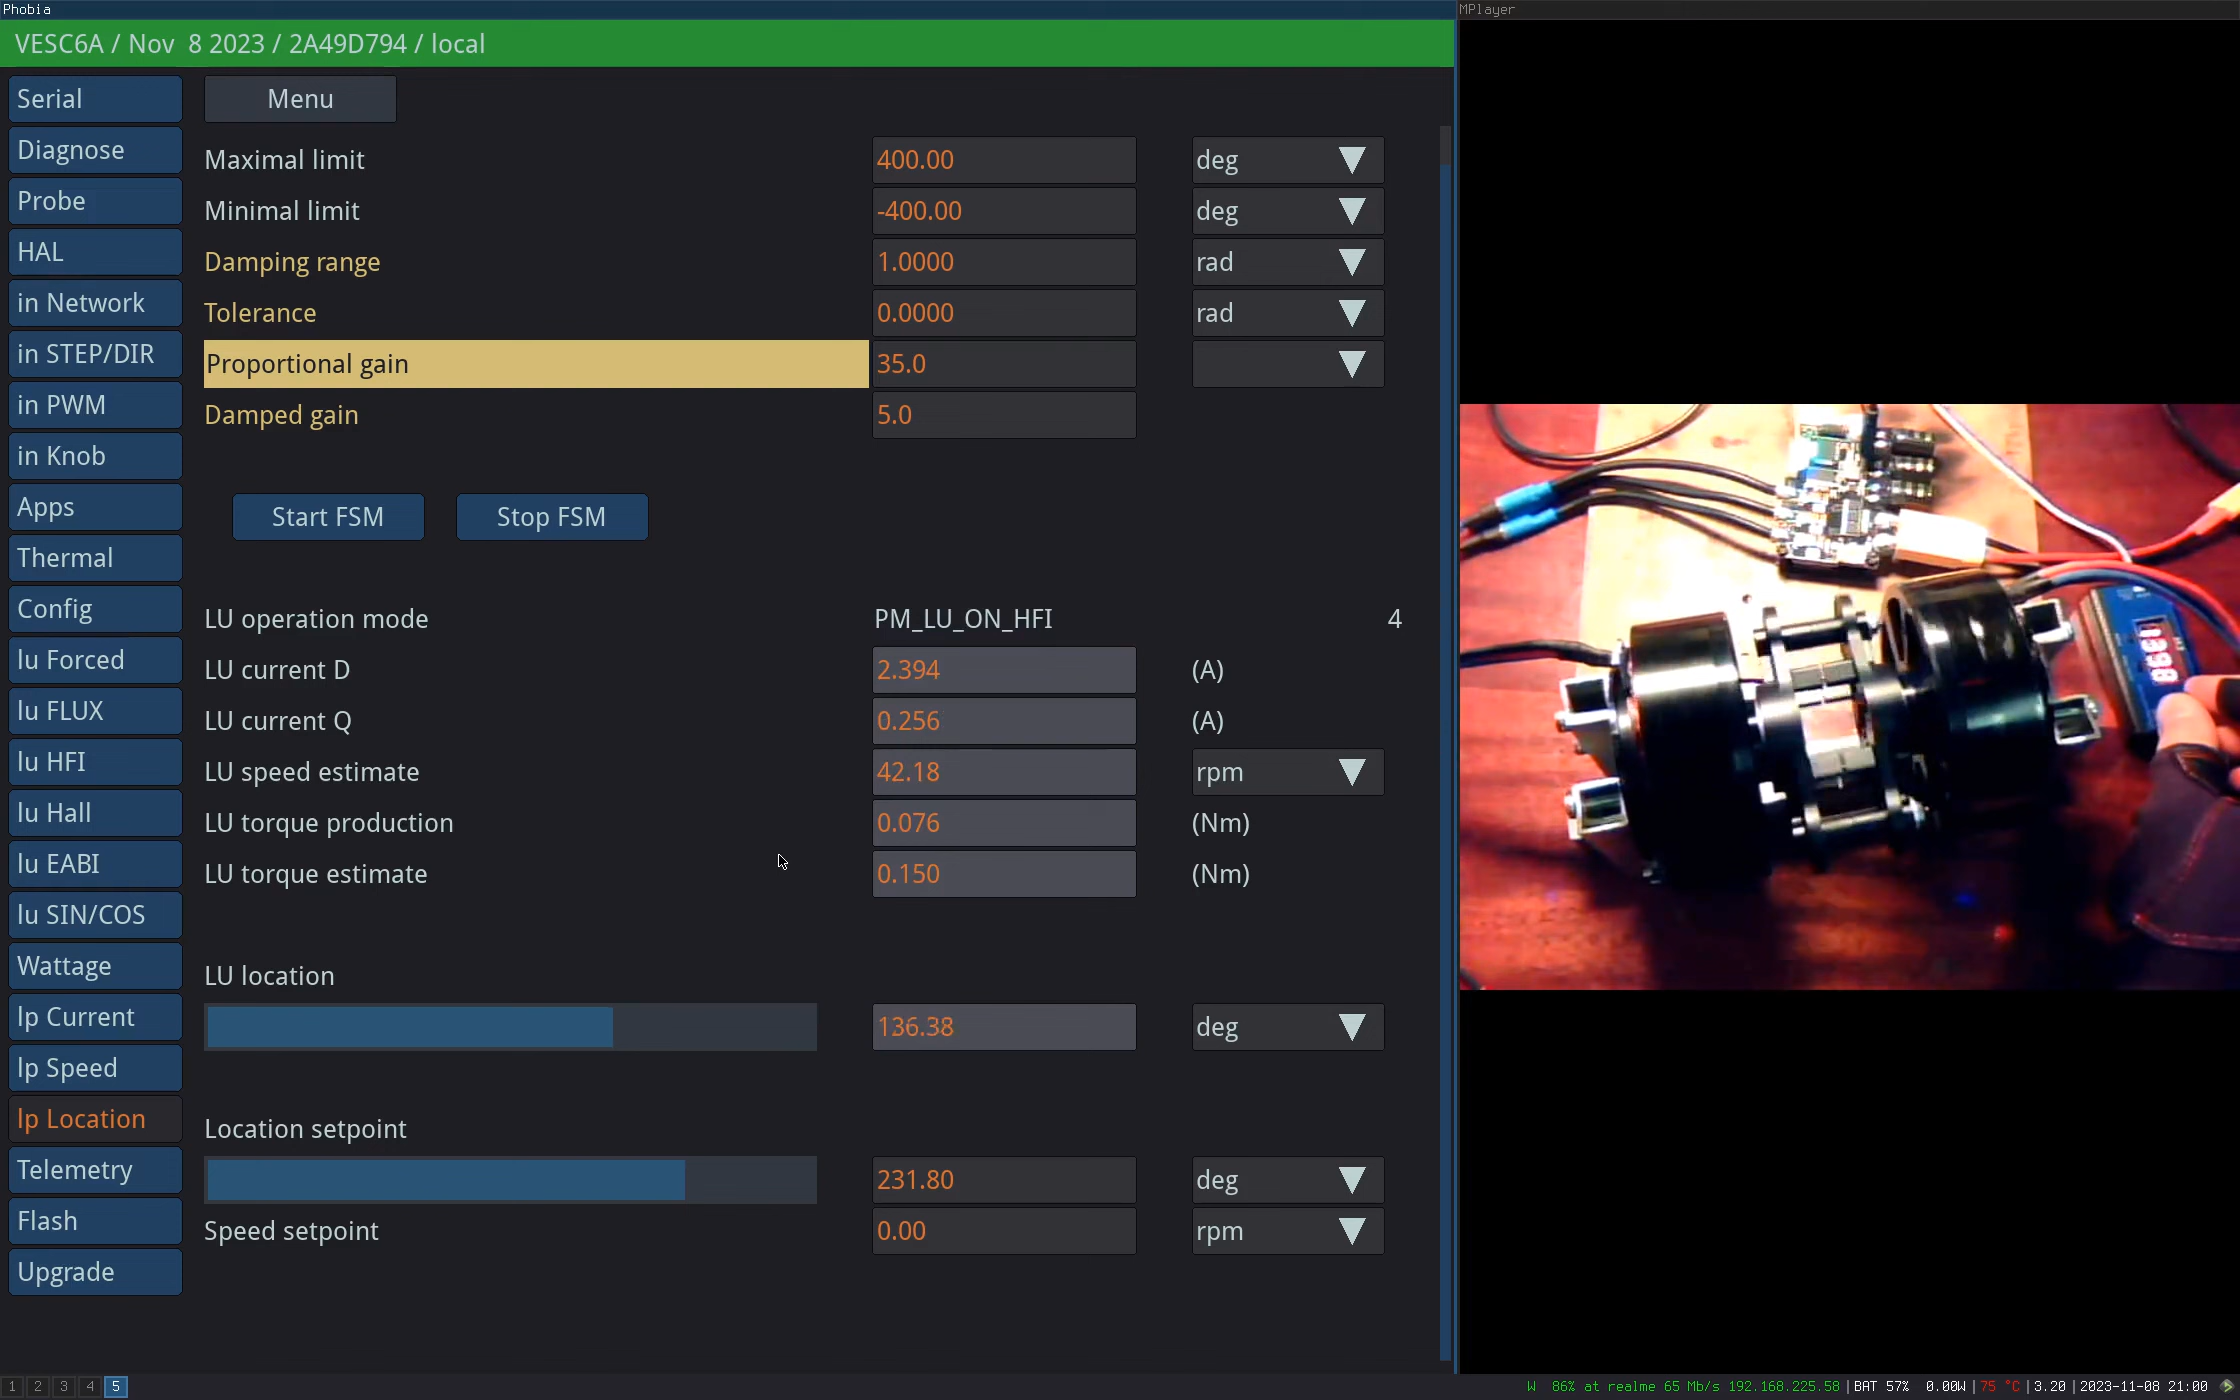 Phobia
MPlayer
VESC6A / Nov  8 2023 / 2A49D794 / local
Serial
Menu
Diagnose
Probe
HAL
in Network
in STEP/DIR
in PWM
in Knob
Apps
Thermal
Config
lu Forced
lu FLUX
lu HFI
lu Hall
lu EABI
lu SIN/COS
Wattage
lp Current
lp Speed
lp Location
Telemetry
Flash
Upgrade
Maximal limit 400.00 deg
Minimal limit -400.00 deg
Damping range 1.0000 rad
Tolerance 0.0000 rad
Proportional gain 35.0
Damped gain 5.0
Start FSM Stop FSM
LU operation mode PM_LU_ON_HFI 4
LU current D 2.394 (A)
LU current Q 0.256 (A)
LU speed estimate 42.18 rpm
LU torque production 0.076 (Nm)
LU torque estimate 0.150 (Nm)
LU location
136.38 deg
Location setpoint
231.80 deg
Speed setpoint 0.00 rpm
1 2 3 4 5
W  86% at realme 65 Mb/s 192.168.225.58 |BAT 57%  0.00W|75 °C|3.20|2023-11-08 21:00